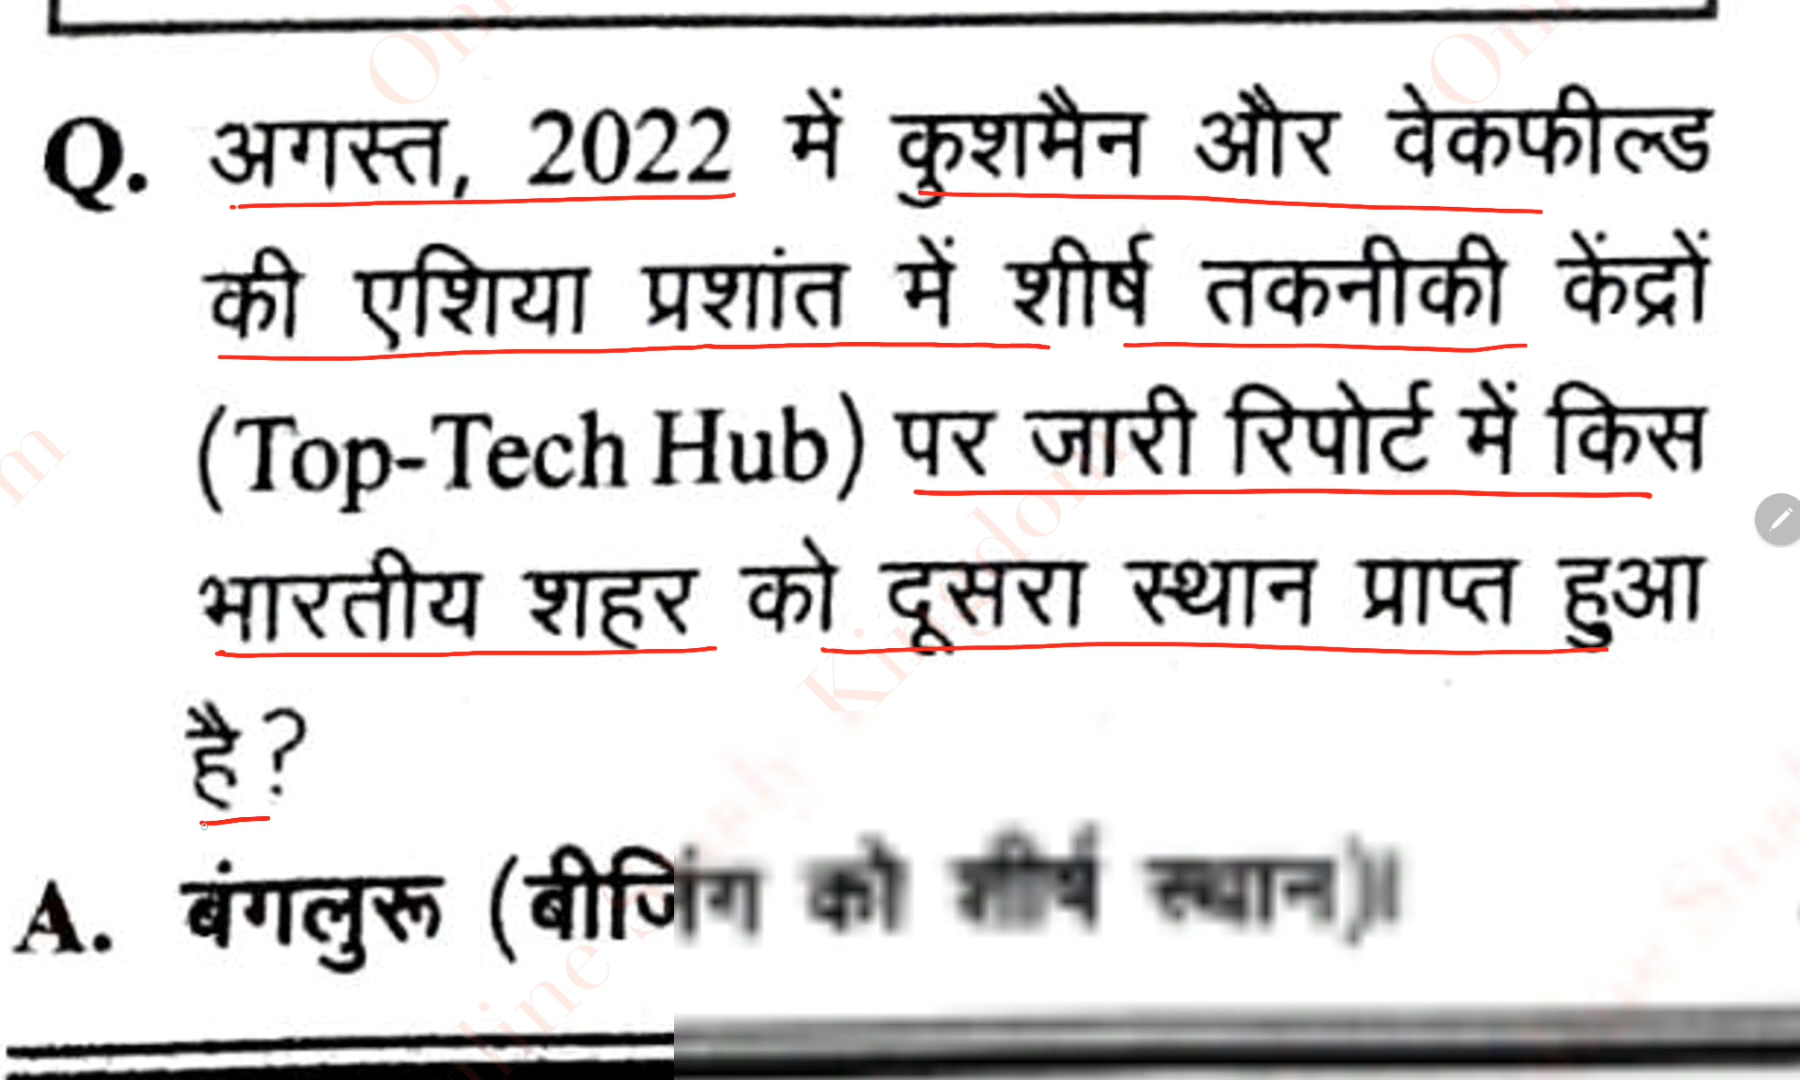 Q. अगस्त, 2022 में कुशमैन और वेकफील्ड
की एशिया प्रशांत में शीर्ष तकनीकी केंद्रों
(Top-Tech Hub) पर जारी रिपोर्ट में किस
भारतीय शहर को दूसरा स्थान प्राप्त हुआ
है?
A. बंगलुरू (बीजिंग को शीर्ष स्थान)।